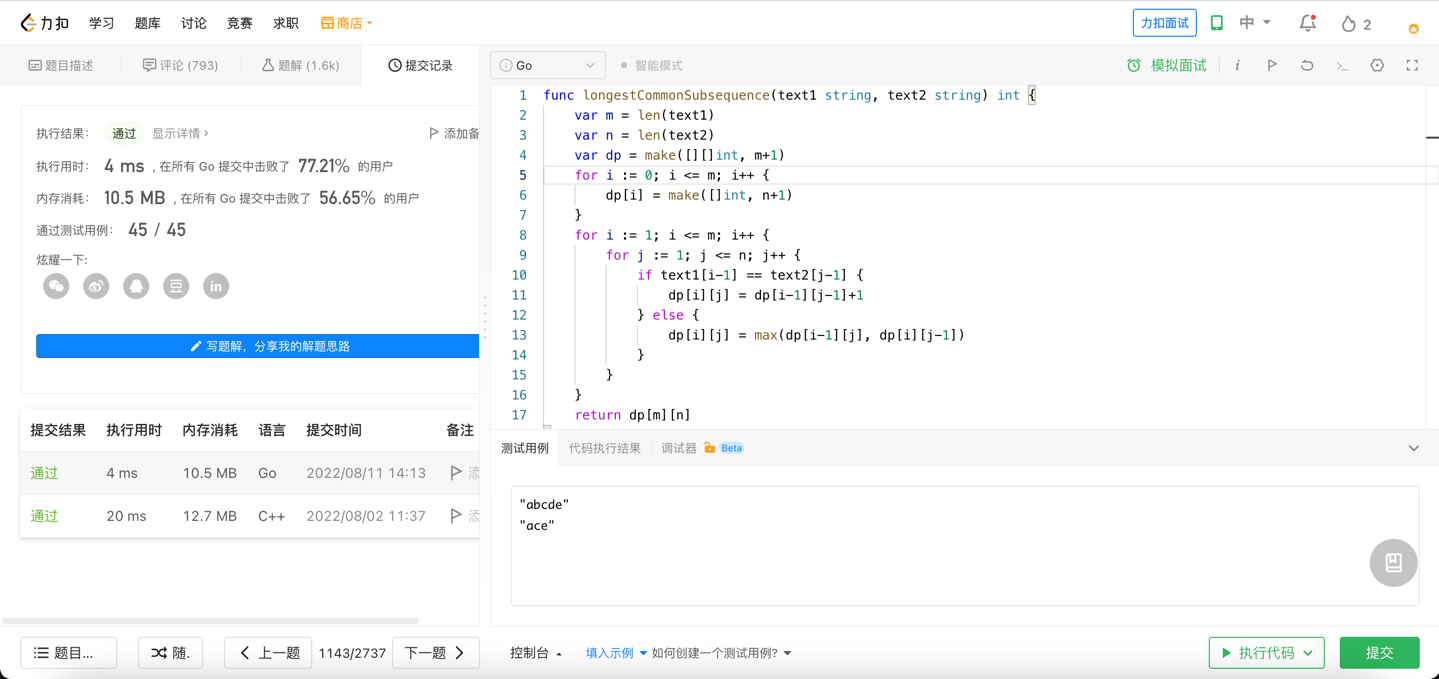 力扣 学习 题库 讨论 竞赛 求职 商店 力扣面试 中 2
题目描述 评论 (793) 题解 (1.6k) 提交记录
Go 智能模式 模拟面试 i
执行结果： 通过 显示详情 > 添加备
执行用时： 4 ms , 在所有 Go 提交中击败了 77.21% 的用户
内存消耗： 10.5 MB , 在所有 Go 提交中击败了 56.65% 的用户
通过测试用例： 45 / 45
炫耀一下:
豆 in
写题解，分享我的解题思路
提交结果 执行用时 内存消耗 语言 提交时间 备注
通过 4 ms 10.5 MB Go 2022/08/11 14:13 添
通过 20 ms 12.7 MB C++ 2022/08/02 11:37 添
1 func longestCommonSubsequence(text1 string, text2 string) int {
2 var m = len(text1)
3 var n = len(text2)
4 var dp = make([][]int, m+1)
5 for i := 0; i <= m; i++ {
6 dp[i] = make([]int, n+1)
7 }
8 for i := 1; i <= m; i++ {
9 for j := 1; j <= n; j++ {
10 if text1[i-1] == text2[j-1] {
11 dp[i][j] = dp[i-1][j-1]+1
12 } else {
13 dp[i][j] = max(dp[i-1][j], dp[i][j-1])
14 }
15 }
16 }
17 return dp[m][n]
测试用例 代码执行结果 调试器 Beta
"abcde"
"ace"
题目... 随. 上一题 1143/2737 下一题 控制台 填入示例 如何创建一个测试用例? 执行代码 提交